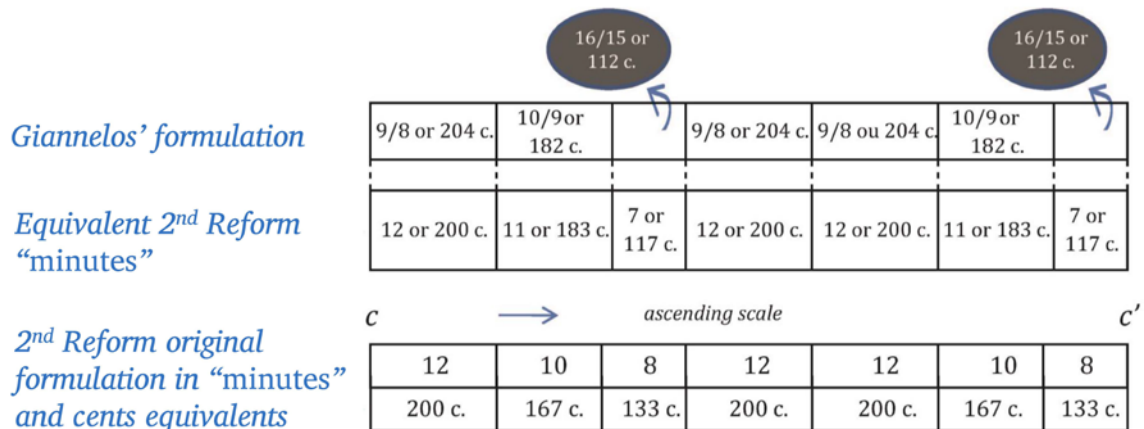 16/15 or
112 c.
16/15 or
112 c.
Giannelos’ formulation
9/8 or 204 c.
10/9 or
182 c.
9/8 or 204 c.
9/8 ou 204 c.
10/9 or
182 c.
Equivalent 2nd Reform
“minutes”
12 or 200 c.
11 or 183 c.
7 or
117 c.
12 or 200 c.
12 or 200 c.
11 or 183 c.
7 or
117 c.
c
ascending scale
c’
2nd Reform original
formulation in “minutes”
and cents equivalents
12 10 8 12 12 10 8
200 c. 167 c. 133 c. 200 c. 200 c. 167 c. 133 c.